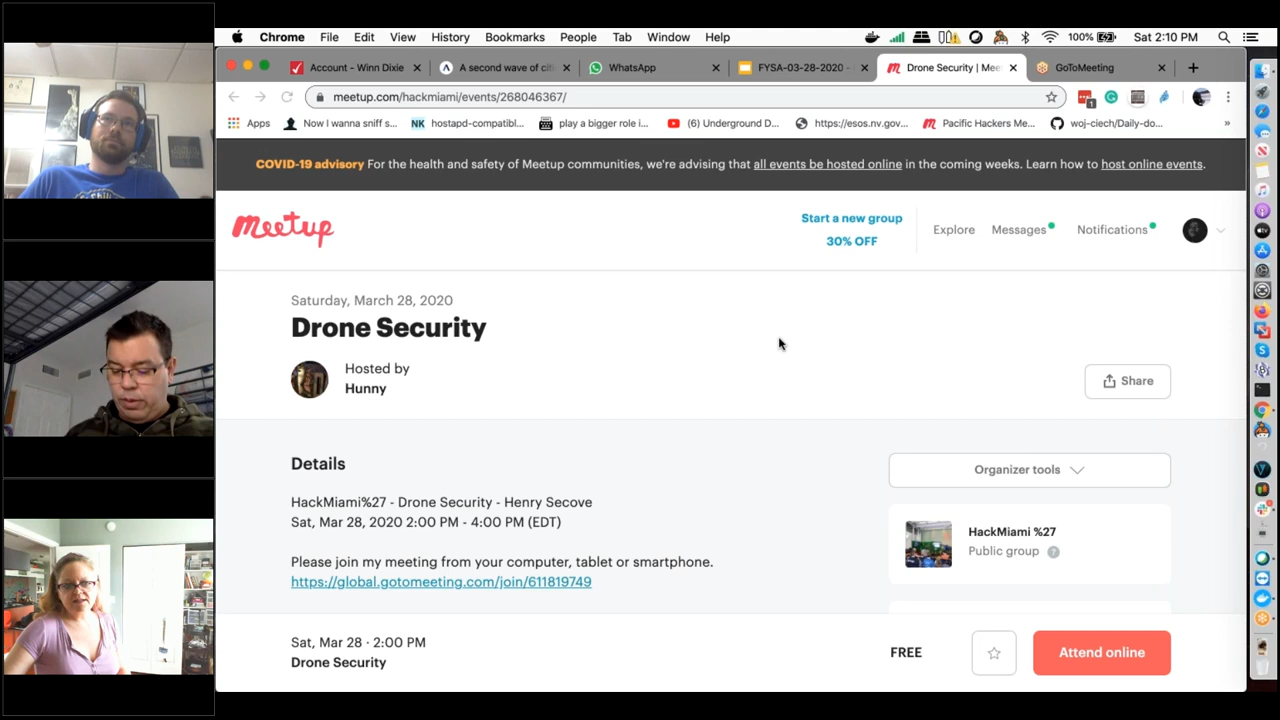 Chrome File Edit View History Bookmarks People Tab Window Help 100% Sat 2:10 PM
Account - Winn Dixie
A second wave of cit
WhatsApp
FYSA-03-28-2020 -
Drone Security | Mee
GoToMeeting
meetup.com/hackmiami/events/268046367/
Apps
Now I wanna sniff s...
hostapd-compatibl...
play a bigger role i...
(6) Underground D...
https://esos.nv.gov...
Pacific Hackers Me...
woj-ciech/Daily-do...
»
COVID-19 advisory For the health and safety of Meetup communities, we're advising that all events be hosted online in the coming weeks. Learn how to host online events.
meetup
Start a new group
30% OFF
Explore
Messages
Notifications
Saturday, March 28, 2020
Drone Security
Hosted by
Hunny
Share
Details
Organizer tools
HackMiami%27 - Drone Security - Henry Secove
Sat, Mar 28, 2020 2:00 PM - 4:00 PM (EDT)
HackMiami %27
Public group ?
Please join my meeting from your computer, tablet or smartphone.
https://global.gotomeeting.com/join/611819749
Sat, Mar 28 · 2:00 PM
Drone Security
FREE
Attend online